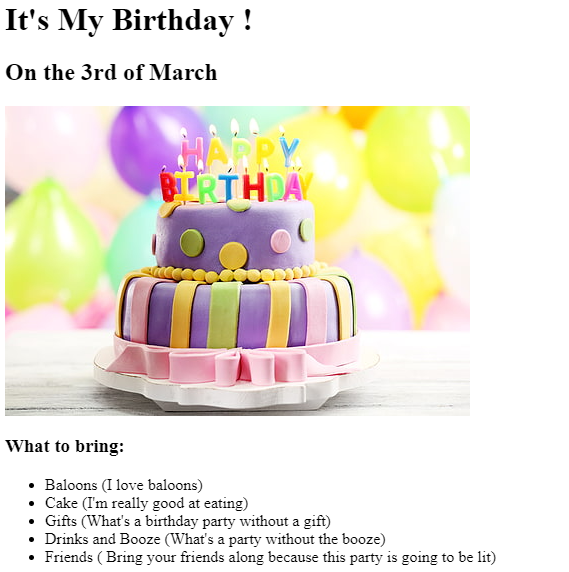 It's My Birthday !
On the 3rd of March
HAPPY
BIRTHDAY
What to bring:
Baloons (I love baloons)
Cake (I'm really good at eating)
Gifts (What's a birthday party without a gift)
Drinks and Booze (What's a party without the booze)
Friends ( Bring your friends along because this party is going to be lit)